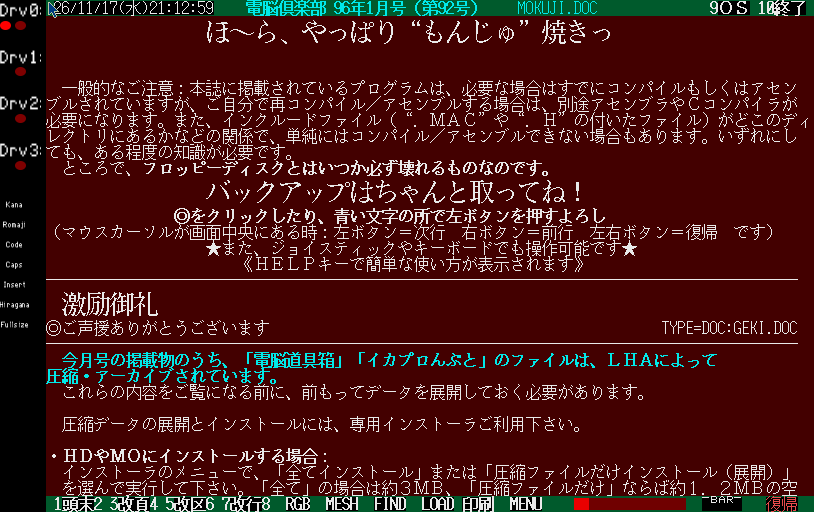 Drv0:
Drv1:
Drv2:
Drv3:
Kana
Romaji
Code
Caps
Insert
Hiragana
Fullsize
26/11/17(水)21:12:59 電脳倶楽部 96年1月号 (第92号) MOKUJI.DOC 9OS 10終了
ほ～ら、やっぱり“もんじゅ”焼きっ
一般的なご注意：本誌に掲載されているプログラムは、必要な場合はすでにコンパイルもしくはアセン
ブルされていますが、ご自分で再コンパイル／アセンブルする場合は、別途アセンブラやＣコンパイラが
必要になります。また、インクルードファイル（“．ＭＡＣ”や“．Ｈ”の付いたファイル）がどこのディ
レクトリにあるかなどの関係で、単純にはコンパイル／アセンブルできない場合もあります。いずれにし
ても、ある程度の知識が必要です。
ところで、フロッピーディスクとはいつか必ず壊れるものなのです。
バックアップはちゃんと取ってね！
◎をクリックしたり、青い文字の所で左ボタンを押すよろし
（マウスカーソルが画面中央にある時：左ボタン＝次行　右ボタン＝前行　左右ボタン＝復帰　です）
★また、ジョイスティックやキーボードでも操作可能です★
《ＨＥＬＰキーで簡単な使い方が表示されます》
激励御礼
◎ご声援ありがとうございます TYPE=DOC:GEKI.DOC
今月号の掲載物のうち、「電脳道具箱」「イカプロんぷと」のファイルは、ＬＨＡによって
圧縮・アーカイブされています。
これらの内容をご覧になる前に、前もってデータを展開しておく必要があります。
圧縮データの展開とインストールには、専用インストーラご利用下さい。
・ＨＤやＭＯにインストールする場合：
インストーラのメニューで、「全てインストール」または「圧縮ファイルだけインストール（展開）」
を選んで実行して下さい。「全て」の場合は約３ＭＢ、「圧縮ファイルだけ」ならば約１．２ＭＢの空
1頭末2 3改頁4 5改区6 7改行8 RGB MESH FIND LOAD 印刷 MENU -BAR- 復帰